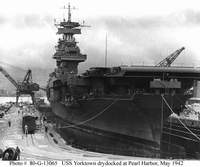 Photo # 80-G-13065 USS Yorktown drydocked at Pearl Harbor, May 1942